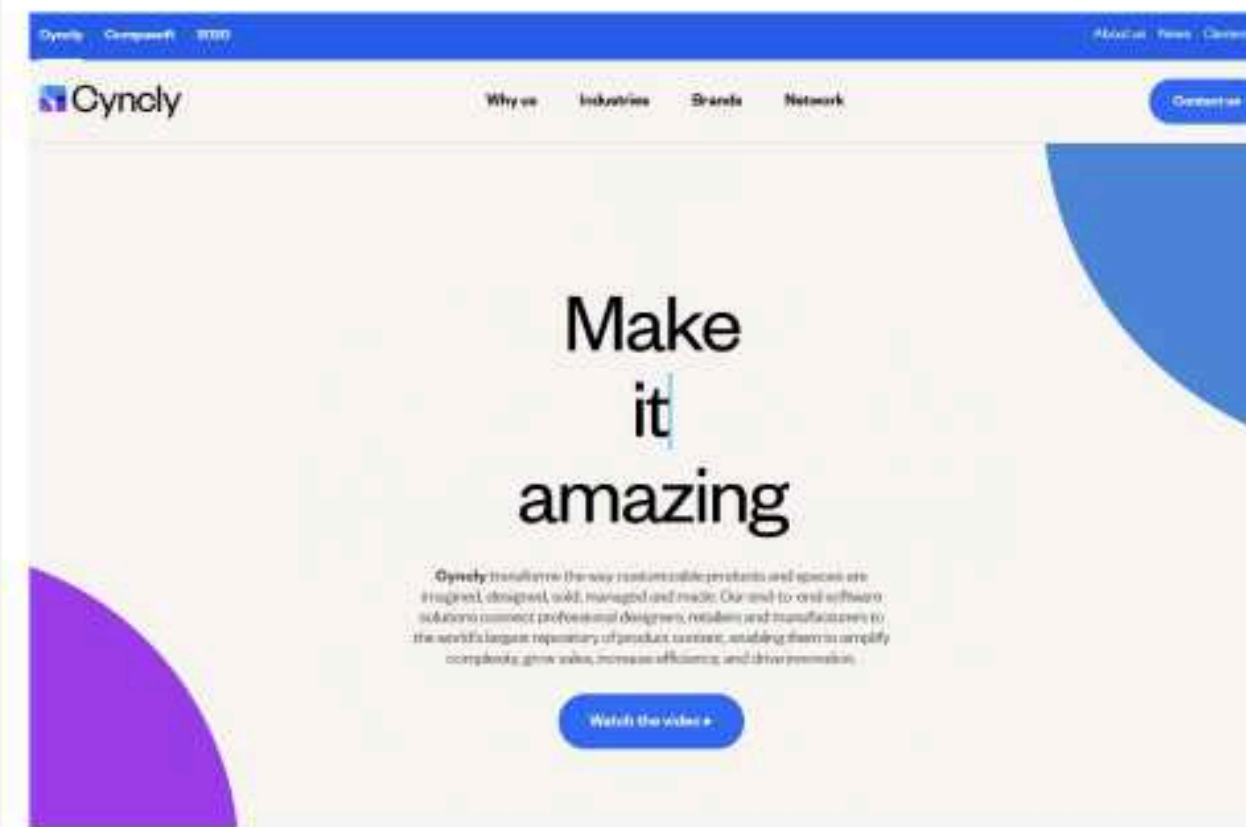 Cyncly Compusoft 2020
About us News Careers
Cyncly
Why us Industries Brands Network
Contact us
Make
it
amazing
Cyncly transforms the way customizable products and spaces are
imagined, designed, sold, managed and made. Our end-to-end software
solutions connect professional designers, retailers and manufacturers to
the world's largest repository of product content, enabling them to simplify
complexity, grow sales, increase efficiency, and drive innovation.
Watch the video